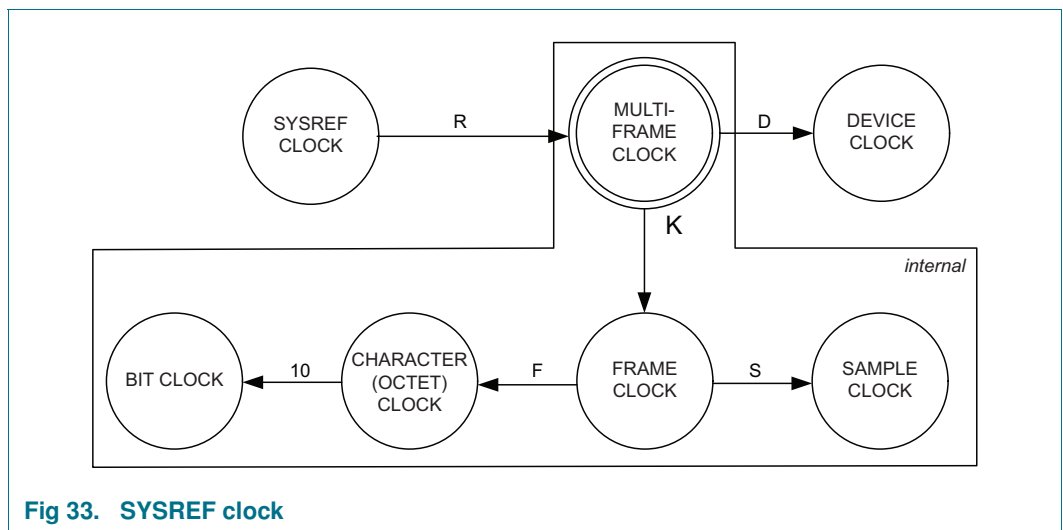 SYSREF
CLOCK
R
MULTI-
FRAME
CLOCK
D
DEVICE
CLOCK
K
internal
BIT CLOCK
10
CHARACTER
(OCTET)
CLOCK
F
FRAME
CLOCK
S
SAMPLE
CLOCK
Fig 33. SYSREF clock